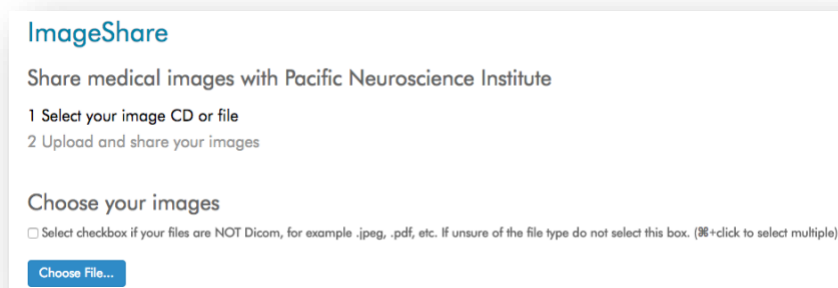 ImageShare
Share medical images with Pacific Neuroscience Institute
1 Select your image CD or file
2 Upload and share your images
Choose your images
Select checkbox if your files are NOT Dicom, for example .jpeg, .pdf, etc. If unsure of the file type do not select this box. (⌘+click to select multiple)
Choose File...